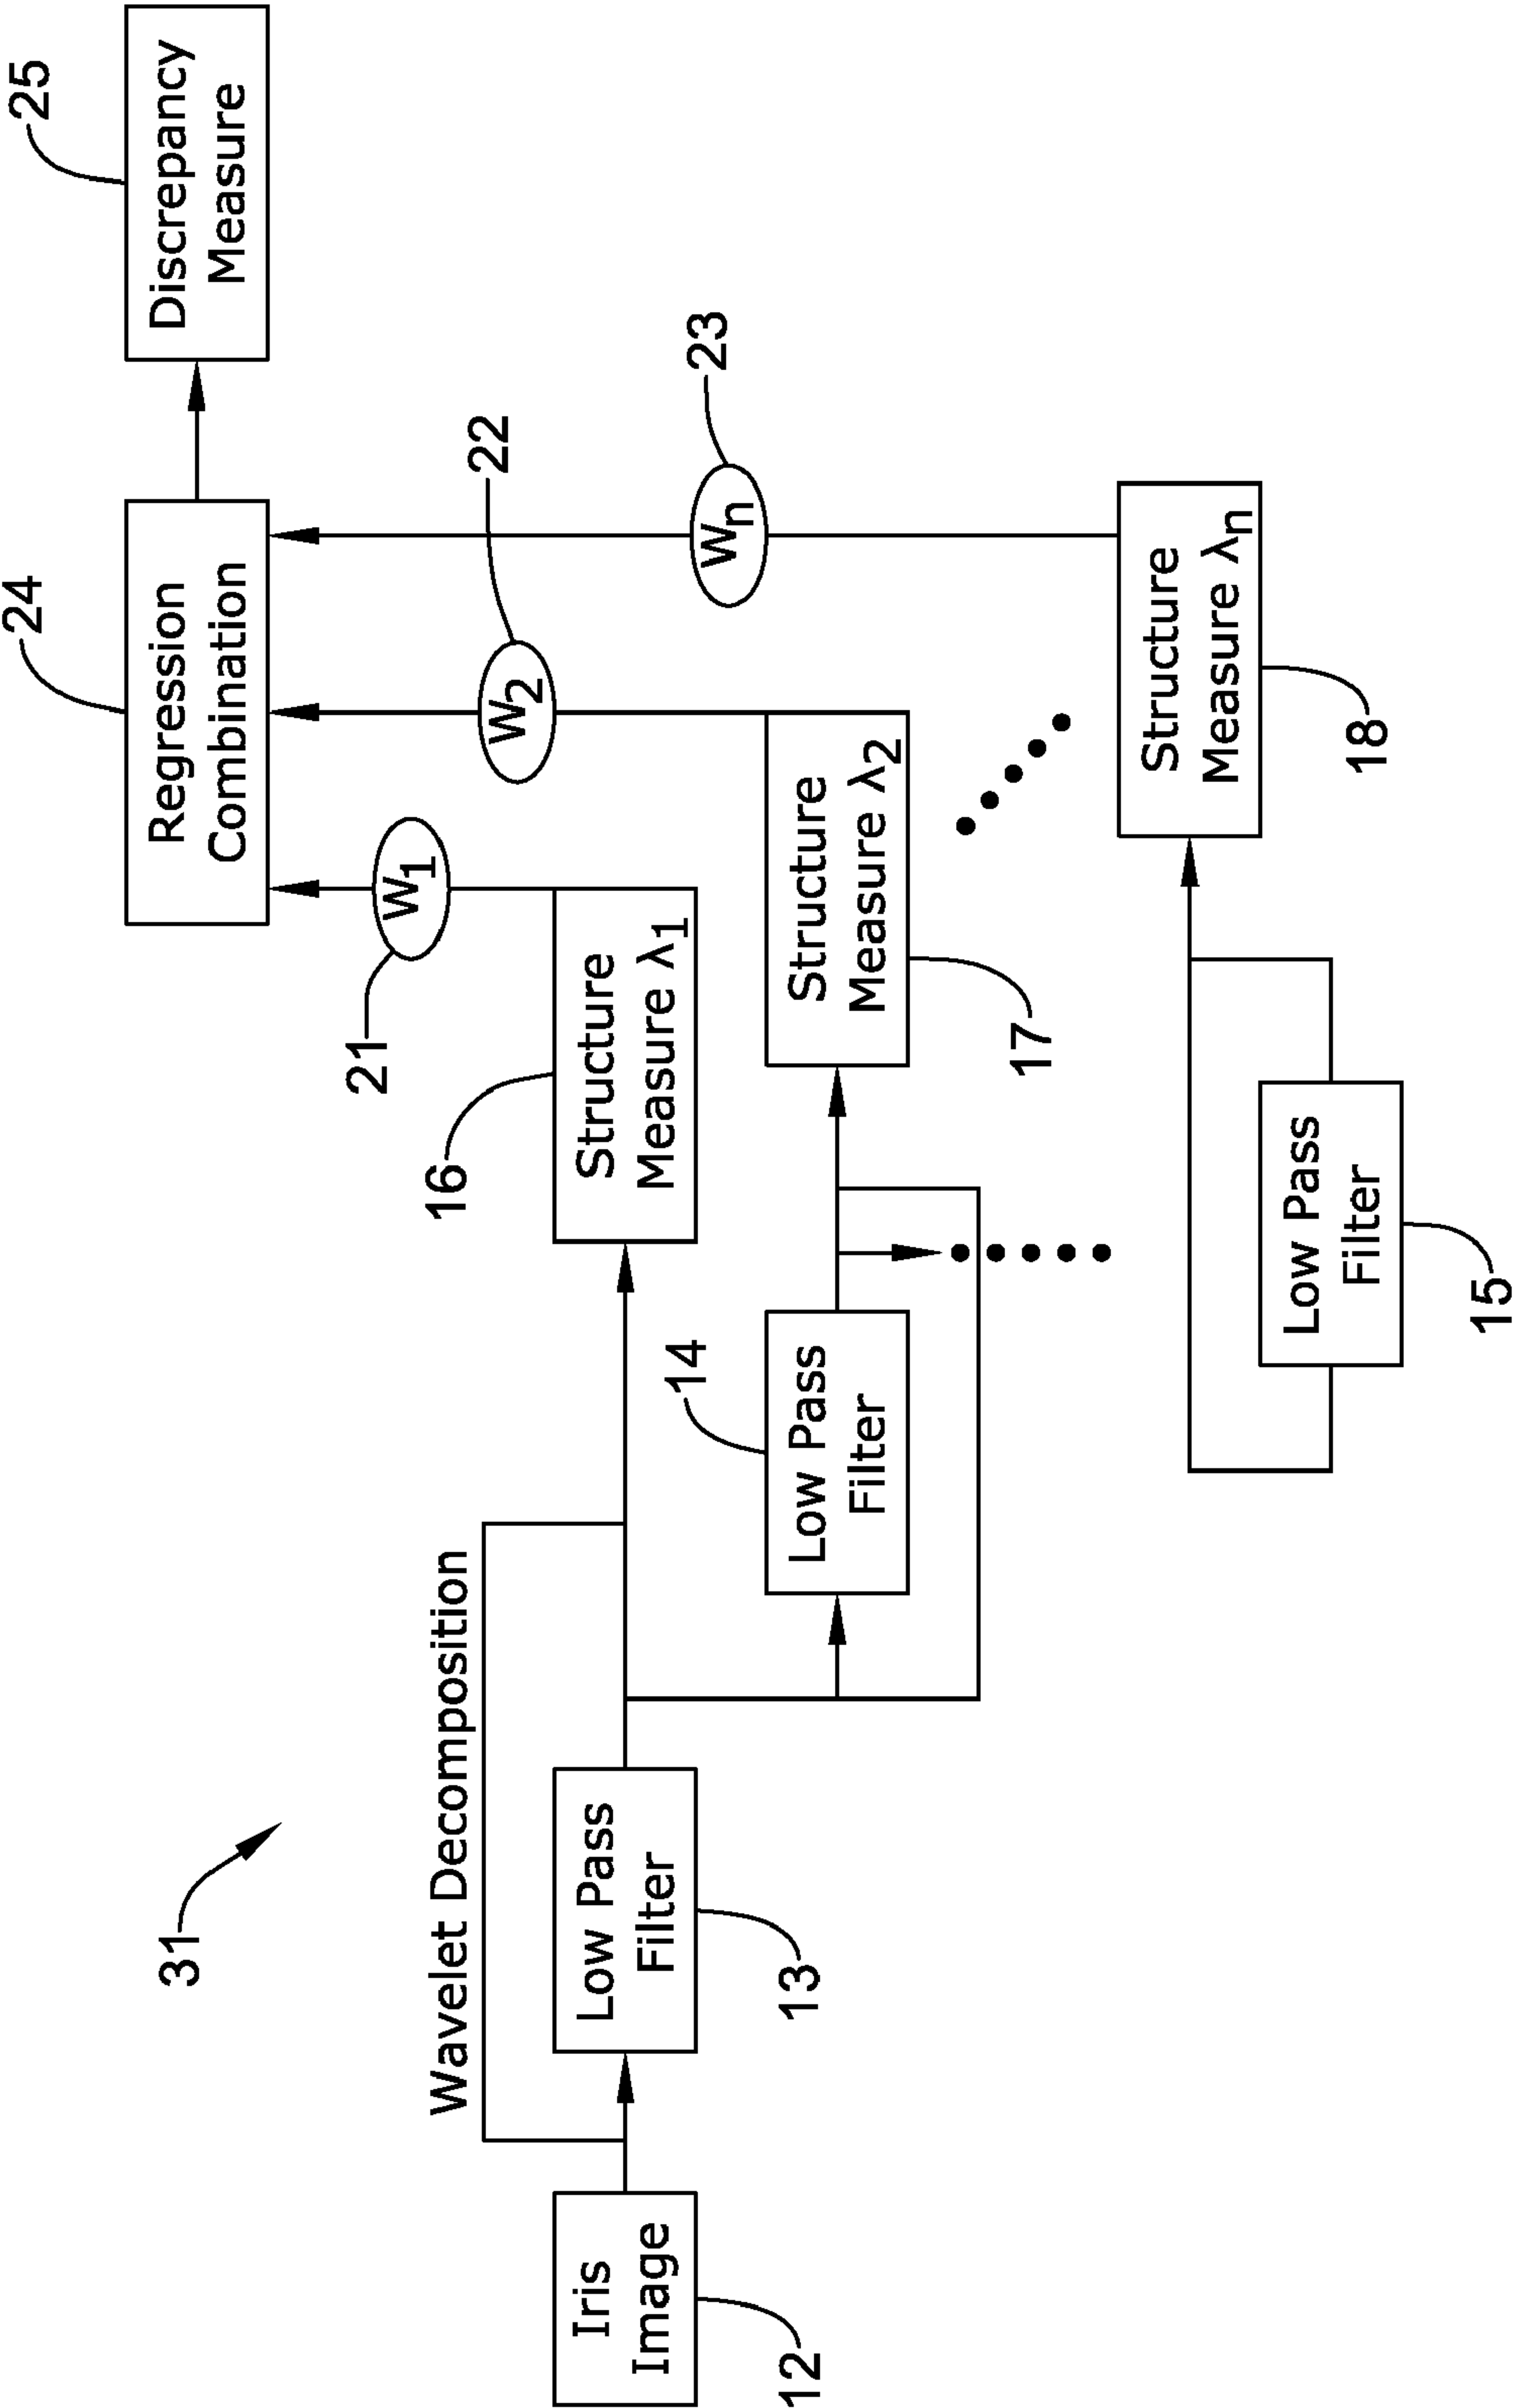 31
Wavelet Decomposition
Iris
Image
12
Low Pass
Filter
13
Low Pass
Filter
14
Low Pass
Filter
15
Structure
Measure λ1
16
Structure
Measure λ2
17
Structure
Measure λn
18
W1
21
W2
22
Wn
23
Regression
Combination
24
Discrepancy
Measure
25